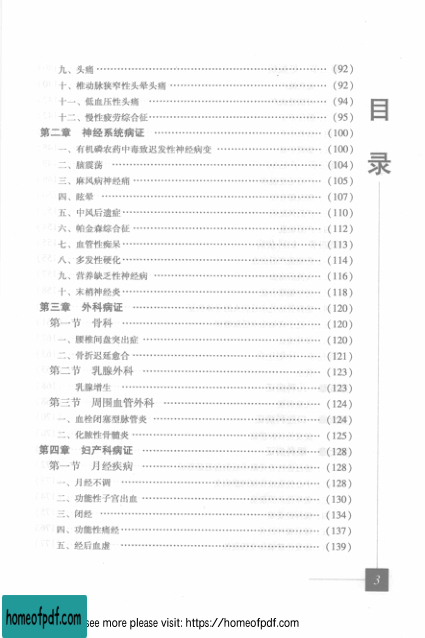 九、头痛 ………………………………………… (92)
十、椎动脉狭窄性头晕头痛 ………………………… (92)
十一、低血压性头痛 ………………………………… (94)
十二、慢性疲劳综合征 ……………………………… (95)
第二章 神经系统病证 ……………………………… (100)
一、有机磷农药中毒致迟发性神经病变 …………… (100)
二、脑震荡 …………………………………………… (104)
三、麻风病神经痛 …………………………………… (105)
四、眩晕 ……………………………………………… (107)
五、中风后遗症 ……………………………………… (110)
六、帕金森综合征 …………………………………… (112)
七、血管性痴呆 ……………………………………… (113)
八、多发性硬化 ……………………………………… (114)
九、营养缺乏性神经病 ……………………………… (116)
十、末梢神经炎 ……………………………………… (118)
第三章 外科病证 …………………………………… (120)
第一节 骨科 ………………………………………… (120)
一、腰椎间盘突出症 ………………………………… (120)
二、骨折迟延愈合 …………………………………… (121)
第二节 乳腺外科 …………………………………… (123)
乳腺增生 ……………………………………………… (123)
第三节 周围血管外科 ……………………………… (124)
一、血栓闭塞型脉管炎 ……………………………… (124)
二、化脓性骨髓炎 …………………………………… (125)
第四章 妇产科病证 ………………………………… (128)
第一节 月经疾病 …………………………………… (128)
一、月经不调 ………………………………………… (128)
二、功能性子宫出血 ………………………………… (130)
三、闭经 ……………………………………………… (134)
四、功能性痛经 ……………………………………… (137)
五、经后血虚 ………………………………………… (139)
目
录
3
homeofpdf.com
see more please visit: https://homeofpdf.com